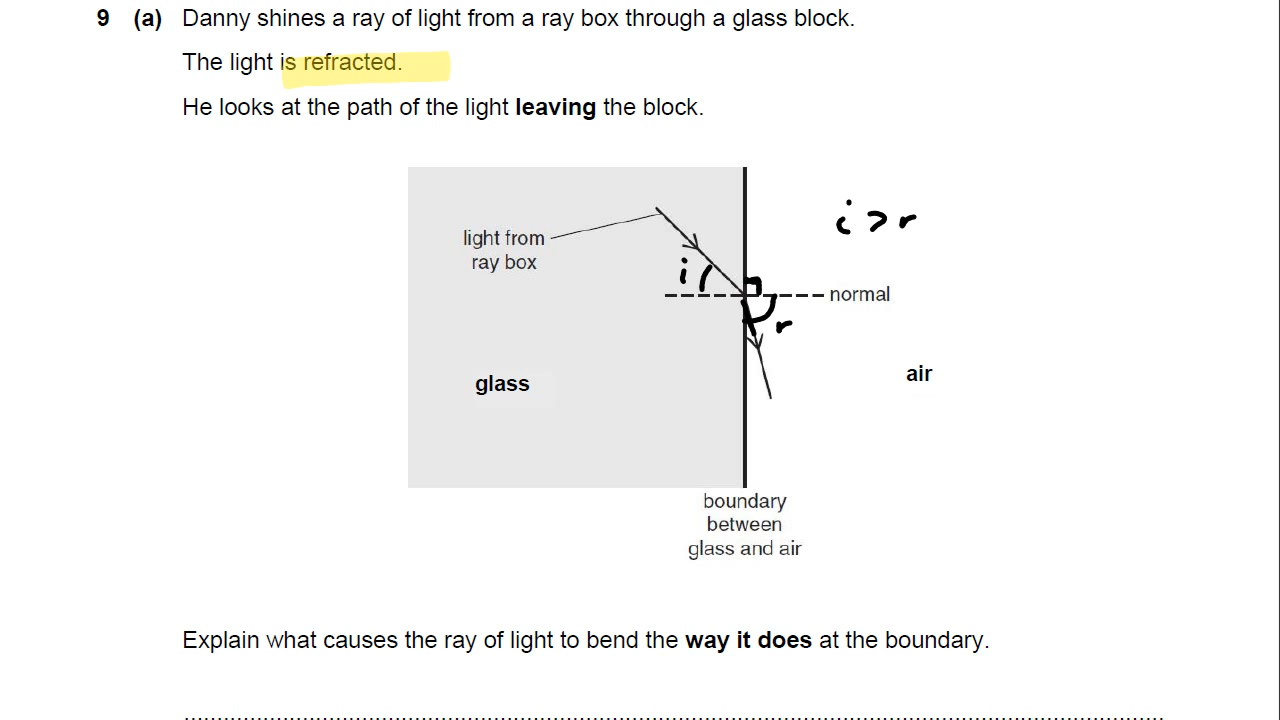 9 (a) Danny shines a ray of light from a ray box through a glass block.
The light is refracted.
He looks at the path of the light leaving the block.
i > r
light from
ray box
i
normal
r
air
glass
boundary
between
glass and air
Explain what causes the ray of light to bend the way it does at the boundary.